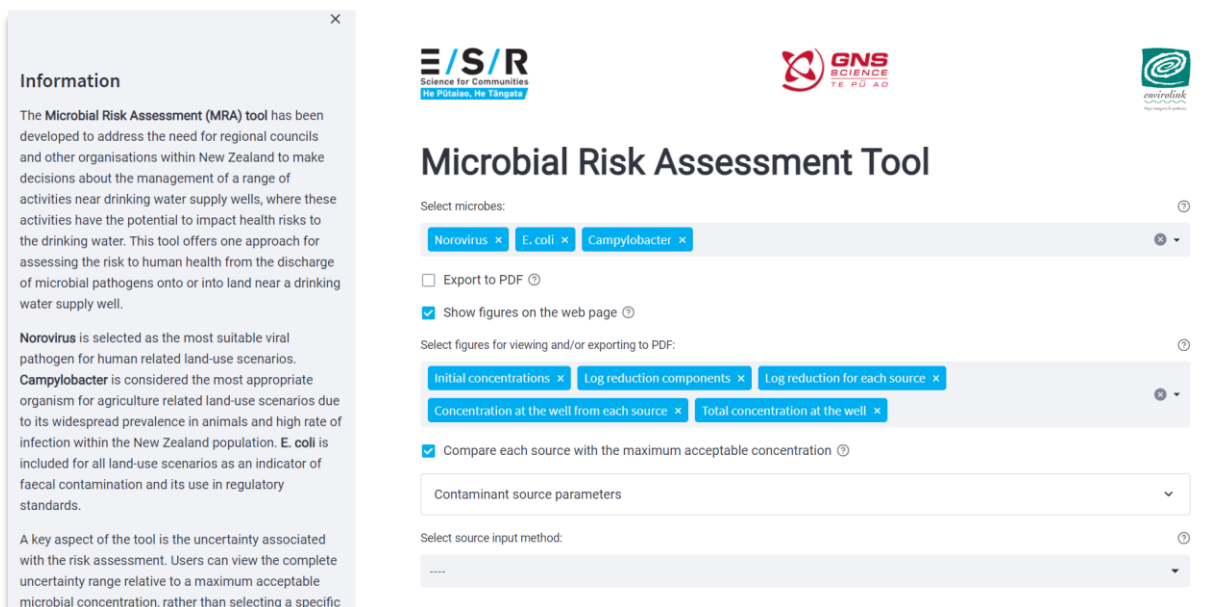 Information
The Microbial Risk Assessment (MRA) tool has been
developed to address the need for regional councils
and other organisations within New Zealand to make
decisions about the management of a range of
activities near drinking water supply wells, where these
activities have the potential to impact health risks to
the drinking water. This tool offers one approach for
assessing the risk to human health from the discharge
of microbial pathogens onto or into land near a drinking
water supply well.
Norovirus is selected as the most suitable viral
pathogen for human related land-use scenarios.
Campylobacter is considered the most appropriate
organism for agriculture related land-use scenarios due
to its widespread prevalence in animals and high rate of
infection within the New Zealand population. E. coli is
included for all land-use scenarios as an indicator of
faecal contamination and its use in regulatory
standards.
A key aspect of the tool is the uncertainty associated
with the risk assessment. Users can view the complete
uncertainty range relative to a maximum acceptable
microbial concentration, rather than selecting a specific
E/S/R
Science for Communities
He Pūtaiao, He Tāngata
GNS
SCIENCE
TE PŪ AO
envirolink
Microbial Risk Assessment Tool
Select microbes:
Norovirus × E. coli × Campylobacter ×
Export to PDF
Show figures on the web page
Select figures for viewing and/or exporting to PDF:
Initial concentrations × Log reduction components × Log reduction for each source ×
Concentration at the well from each source × Total concentration at the well ×
Compare each source with the maximum acceptable concentration
Contaminant source parameters
Select source input method:
----